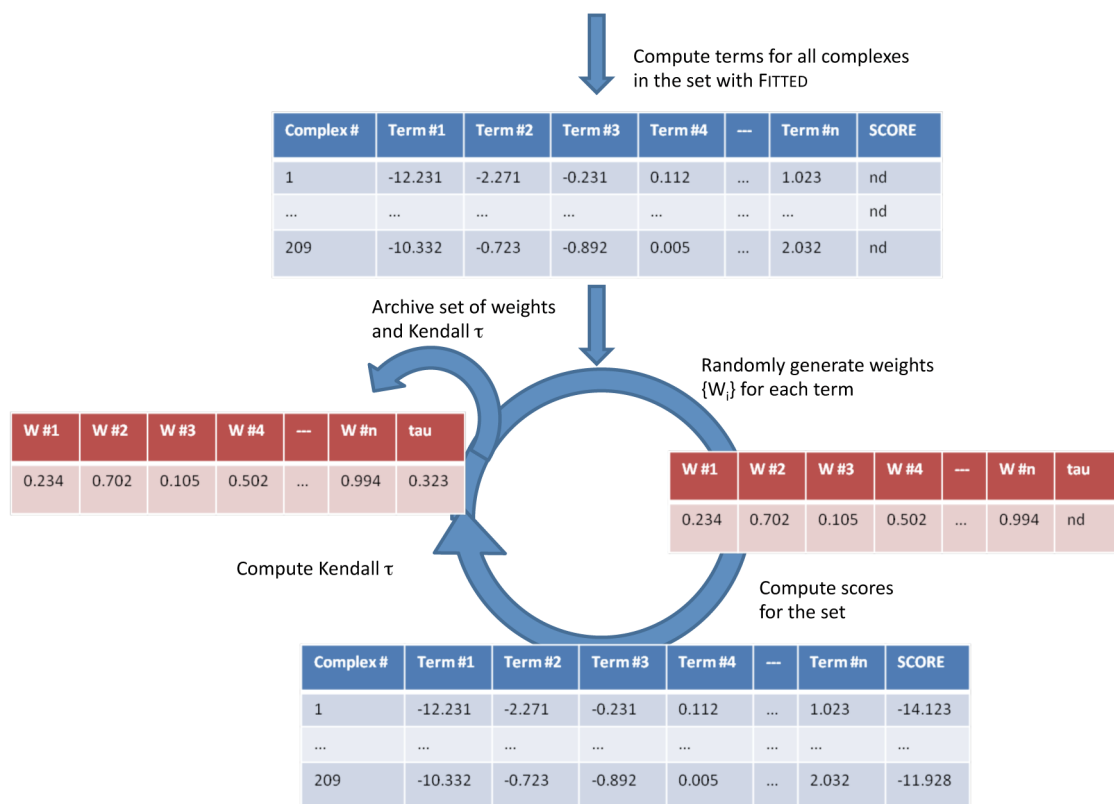 Compute terms for all complexes
in the set with FITTED
Complex # Term #1 Term #2 Term #3 Term #4 --- Term #n SCORE
1 -12.231 -2.271 -0.231 0.112 ... 1.023 nd
... ... ... ... ... ... ... nd
209 -10.332 -0.723 -0.892 0.005 ... 2.032 nd
Archive set of weights
and Kendall τ
Randomly generate weights
{Wi} for each term
W #1 W #2 W #3 W #4 --- W #n tau
0.234 0.702 0.105 0.502 ... 0.994 0.323
W #1 W #2 W #3 W #4 --- W #n tau
0.234 0.702 0.105 0.502 ... 0.994 nd
Compute Kendall τ
Compute scores
for the set
Complex # Term #1 Term #2 Term #3 Term #4 --- Term #n SCORE
1 -12.231 -2.271 -0.231 0.112 ... 1.023 -14.123
... ... ... ... ... ... ... ...
209 -10.332 -0.723 -0.892 0.005 ... 2.032 -11.928